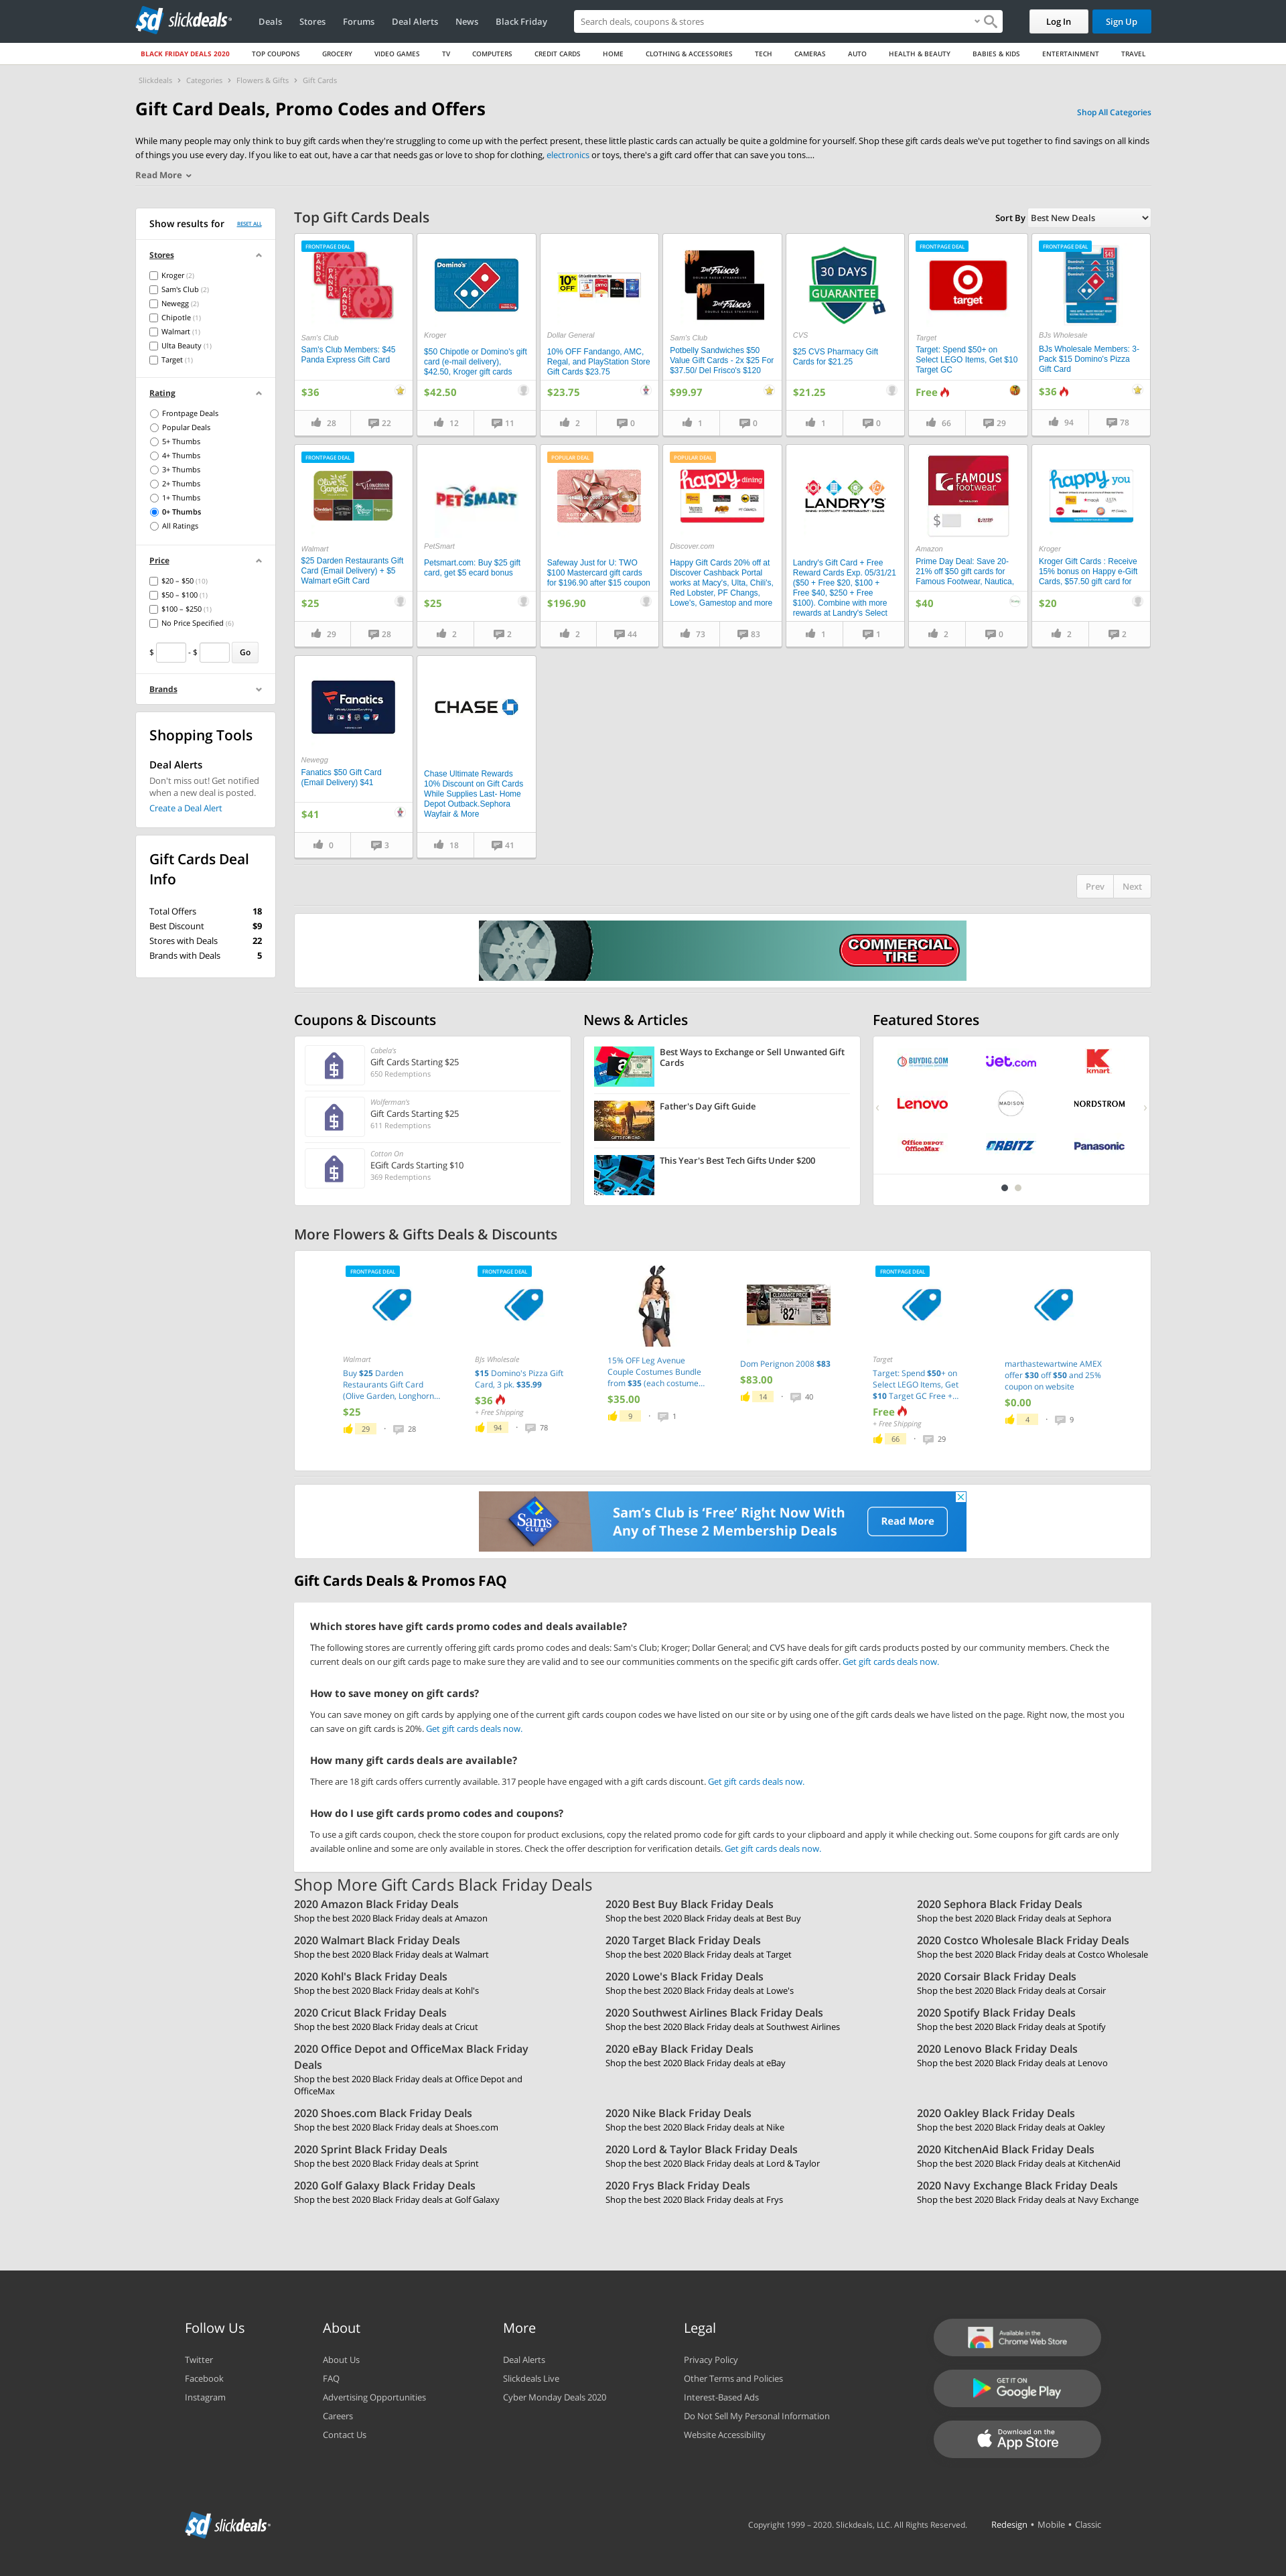 sd slickdeals
Deals Stores Forums Deal Alerts News Black Friday
Search deals, coupons & stores
Log In Sign Up
BLACK FRIDAY DEALS 2020 TOP COUPONS GROCERY VIDEO GAMES TV COMPUTERS CREDIT CARDS HOME CLOTHING & ACCESSORIES TECH CAMERAS AUTO HEALTH & BEAUTY BABIES & KIDS ENTERTAINMENT TRAVEL
Slickdeals › Categories › Flowers & Gifts › Gift Cards
Gift Card Deals, Promo Codes and Offers
Shop All Categories
While many people may only think to buy gift cards when they're struggling to come up with the perfect present, these little plastic cards can actually be quite a goldmine for yourself. Shop these gift cards deals we've put together to find savings on all kinds
of things you use every day. If you like to eat out, have a car that needs gas or love to shop for clothing, electronics or toys, there's a gift card offer that can save you tons....
Read More
Show results for RESET ALL
Stores
Kroger (2)
Sam's Club (2)
Newegg (2)
Chipotle (1)
Walmart (1)
Ulta Beauty (1)
Target (1)
Rating
Frontpage Deals
Popular Deals
5+ Thumbs
4+ Thumbs
3+ Thumbs
2+ Thumbs
1+ Thumbs
0+ Thumbs
All Ratings
Price
$20 – $50 (10)
$50 – $100 (1)
$100 – $250 (1)
No Price Specified (6)
$ - $ Go
Brands
Shopping Tools
Deal Alerts
Don't miss out! Get notified
when a new deal is posted.
Create a Deal Alert
Gift Cards Deal
Info
Total Offers 18
Best Discount $9
Stores with Deals 22
Brands with Deals 5
Top Gift Cards Deals
Sort By Best New Deals
FRONTPAGE DEAL
PANDA
Sam's Club
Sam's Club Members: $45
Panda Express Gift Card
$36
28 22
Domino's
Kroger
$50 Chipotle or Domino's gift
card (e-mail delivery),
$42.50, Kroger gift cards
$42.50
12 11
10% OFF
Dollar General
10% OFF Fandango, AMC,
Regal, and PlayStation Store
Gift Cards $23.75
$23.75
2 0
Del Frisco's
Del Frisco's
Sam's Club
Potbelly Sandwiches $50
Value Gift Cards - 2x $25 For
$37.50/ Del Frisco's $120
$99.97
1 0
30 DAYS
GUARANTEE
CVS
$25 CVS Pharmacy Gift
Cards for $21.25
$21.25
1 0
FRONTPAGE DEAL
target
Target
Target: Spend $50+ on
Select LEGO Items, Get $10
Target GC
Free
66 29
FRONTPAGE DEAL
BJs Wholesale
BJs Wholesale Members: 3-
Pack $15 Domino's Pizza
Gift Card
$36
94 78
FRONTPAGE DEAL
Olive Garden
Walmart
$25 Darden Restaurants Gift
Card (Email Delivery) + $5
Walmart eGift Card
$25
29 28
PETSMART
PetSmart
Petsmart.com: Buy $25 gift
card, get $5 ecard bonus
$25
2 2
POPULAR DEAL
Safeway Just for U: TWO
$100 Mastercard gift cards
for $196.90 after $15 coupon
$196.90
2 44
POPULAR DEAL
happy dining
Discover.com
Happy Gift Cards 20% off at
Discover Cashback Portal
works at Macy's, Ulta, Chili's,
Red Lobster, PF Changs,
Lowe's, Gamestop and more
73 83
LANDRY'S
Landry's Gift Card + Free
Reward Cards Exp. 05/31/21
($50 + Free $20, $100 +
Free $40, $250 + Free
$100). Combine with more
rewards at Landry's Select
1 1
FAMOUS
footwear
$
Amazon
Prime Day Deal: Save 20-
21% off $50 gift cards for
Famous Footwear, Nautica,
$40
2 0
happy you
Kroger
Kroger Gift Cards : Receive
15% bonus on Happy e-Gift
Cards, $57.50 gift card for
$20
2 2
Fanatics
Newegg
Fanatics $50 Gift Card
(Email Delivery) $41
$41
0 3
CHASE
Chase Ultimate Rewards
10% Discount on Gift Cards
While Supplies Last- Home
Depot Outback.Sephora
Wayfair & More
18 41
Prev Next
COMMERCIAL
TIRE
Coupons & Discounts
Cabela's
Gift Cards Starting $25
650 Redemptions
Wolferman's
Gift Cards Starting $25
611 Redemptions
Cotton On
EGift Cards Starting $10
369 Redemptions
News & Articles
Best Ways to Exchange or Sell Unwanted Gift
Cards
Father's Day Gift Guide
GIFTS FOR DAD
This Year's Best Tech Gifts Under $200
Featured Stores
BUYDIG.COM jet.com kmart
Lenovo MADISON NORDSTROM
Office DEPOT OfficeMax ORBITZ Panasonic
More Flowers & Gifts Deals & Discounts
FRONTPAGE DEAL
Walmart
Buy $25 Darden
Restaurants Gift Card
(Olive Garden, Longhorn...
$25
29 · 28
FRONTPAGE DEAL
BJs Wholesale
$15 Domino's Pizza Gift
Card, 3 pk. $35.99
$36
+ Free Shipping
94 · 78
15% OFF Leg Avenue
Couple Costumes Bundle
from $35 (each costume...
$35.00
9 · 1
CLEARANCE PRICE
82 71
Dom Perignon 2008 $83
$83.00
14 · 40
FRONTPAGE DEAL
Target
Target: Spend $50+ on
Select LEGO Items, Get
$10 Target GC Free +...
Free
+ Free Shipping
66 · 29
marthastewartwine AMEX
offer $30 off $50 and 25%
coupon on website
$0.00
4 · 9
Sam's CLUB
Sam's Club is 'Free' Right Now With
Any of These 2 Membership Deals
Read More
Gift Cards Deals & Promos FAQ
Which stores have gift cards promo codes and deals available?
The following stores are currently offering gift cards promo codes and deals: Sam's Club; Kroger; Dollar General; and CVS have deals for gift cards products posted by our community members. Check the
current deals on our gift cards page to make sure they are valid and to see our communities comments on the specific gift cards offer. Get gift cards deals now.
How to save money on gift cards?
You can save money on gift cards by applying one of the current gift cards coupon codes we have listed on our site or by using one of the gift cards deals we have listed on the page. Right now, the most you
can save on gift cards is 20%. Get gift cards deals now.
How many gift cards deals are available?
There are 18 gift cards offers currently available. 317 people have engaged with a gift cards discount. Get gift cards deals now.
How do I use gift cards promo codes and coupons?
To use a gift cards coupon, check the store coupon for product exclusions, copy the related promo code for gift cards to your clipboard and apply it while checking out. Some coupons for gift cards are only
available online and some are only available in stores. Check the offer description for verification details. Get gift cards deals now.
Shop More Gift Cards Black Friday Deals
2020 Amazon Black Friday Deals
Shop the best 2020 Black Friday deals at Amazon
2020 Best Buy Black Friday Deals
Shop the best 2020 Black Friday deals at Best Buy
2020 Sephora Black Friday Deals
Shop the best 2020 Black Friday deals at Sephora
2020 Walmart Black Friday Deals
Shop the best 2020 Black Friday deals at Walmart
2020 Target Black Friday Deals
Shop the best 2020 Black Friday deals at Target
2020 Costco Wholesale Black Friday Deals
Shop the best 2020 Black Friday deals at Costco Wholesale
2020 Kohl's Black Friday Deals
Shop the best 2020 Black Friday deals at Kohl's
2020 Lowe's Black Friday Deals
Shop the best 2020 Black Friday deals at Lowe's
2020 Corsair Black Friday Deals
Shop the best 2020 Black Friday deals at Corsair
2020 Cricut Black Friday Deals
Shop the best 2020 Black Friday deals at Cricut
2020 Southwest Airlines Black Friday Deals
Shop the best 2020 Black Friday deals at Southwest Airlines
2020 Spotify Black Friday Deals
Shop the best 2020 Black Friday deals at Spotify
2020 Office Depot and OfficeMax Black Friday
Deals
Shop the best 2020 Black Friday deals at Office Depot and
OfficeMax
2020 eBay Black Friday Deals
Shop the best 2020 Black Friday deals at eBay
2020 Lenovo Black Friday Deals
Shop the best 2020 Black Friday deals at Lenovo
2020 Shoes.com Black Friday Deals
Shop the best 2020 Black Friday deals at Shoes.com
2020 Nike Black Friday Deals
Shop the best 2020 Black Friday deals at Nike
2020 Oakley Black Friday Deals
Shop the best 2020 Black Friday deals at Oakley
2020 Sprint Black Friday Deals
Shop the best 2020 Black Friday deals at Sprint
2020 Lord & Taylor Black Friday Deals
Shop the best 2020 Black Friday deals at Lord & Taylor
2020 KitchenAid Black Friday Deals
Shop the best 2020 Black Friday deals at KitchenAid
2020 Golf Galaxy Black Friday Deals
Shop the best 2020 Black Friday deals at Golf Galaxy
2020 Frys Black Friday Deals
Shop the best 2020 Black Friday deals at Frys
2020 Navy Exchange Black Friday Deals
Shop the best 2020 Black Friday deals at Navy Exchange
Follow Us
Twitter
Facebook
Instagram
About
About Us
FAQ
Advertising Opportunities
Careers
Contact Us
More
Deal Alerts
Slickdeals Live
Cyber Monday Deals 2020
Legal
Privacy Policy
Other Terms and Policies
Interest-Based Ads
Do Not Sell My Personal Information
Website Accessibility
Available in the
Chrome Web Store
GET IT ON
Google Play
Download on the
App Store
sd slickdeals
Copyright 1999 – 2020. Slickdeals, LLC. All Rights Reserved. Redesign • Mobile • Classic